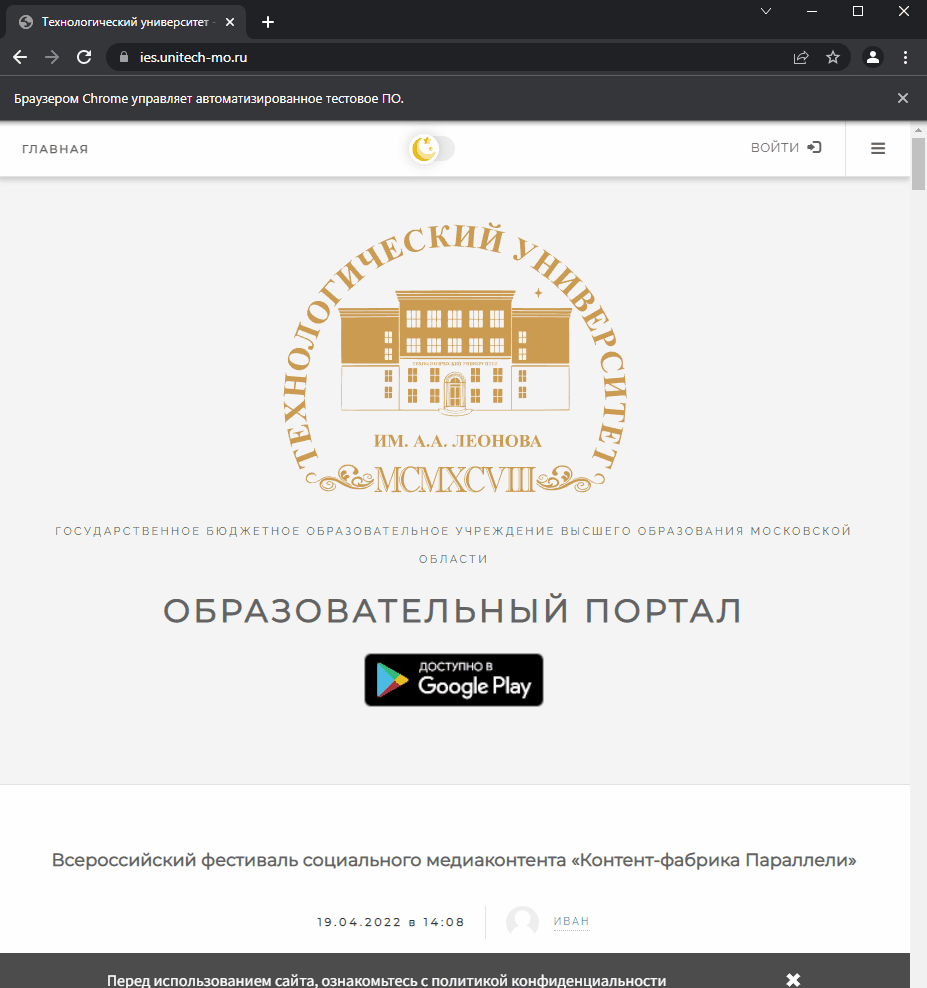 Технологический университет -
ies.unitech-mo.ru
Браузером Chrome управляет автоматизированное тестовое ПО.
ГЛАВНАЯ
ВОЙТИ
ТЕХНОЛОГИЧЕСКИЙ УНИВЕРСИТЕТ
ТЕХНОЛОГИЧЕСКИЙ УНИВЕРСИТЕТ
ИМ. А.А. ЛЕОНОВА
MCMXCVIII
ГОСУДАРСТВЕННОЕ БЮДЖЕТНОЕ ОБРАЗОВАТЕЛЬНОЕ УЧРЕЖДЕНИЕ ВЫСШЕГО ОБРАЗОВАНИЯ МОСКОВСКОЙ
ОБЛАСТИ
ОБРАЗОВАТЕЛЬНЫЙ ПОРТАЛ
ДОСТУПНО В
Google Play
Всероссийский фестиваль социального медиаконтента «Контент-фабрика Параллели»
19.04.2022 в 14:08
ИВАН
Перед использованием сайта, ознакомьтесь с политикой конфиденциальности